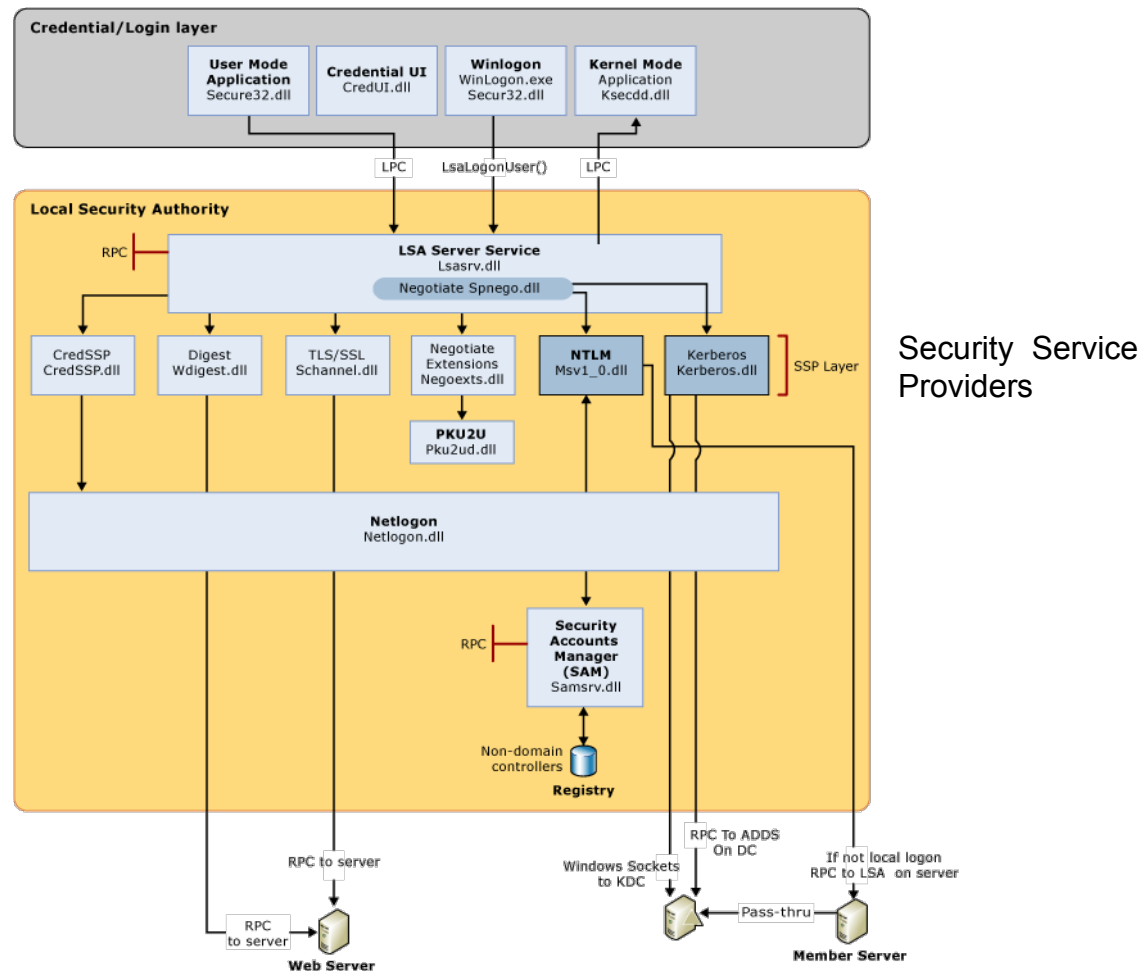 Credential/Login layer
User Mode
Application
Secure32.dll
Credential UI
CredUI.dll
Winlogon
WinLogon.exe
Secur32.dll
Kernel Mode
Application
Ksecdd.dll
LPC
LsaLogonUser()
LPC
Local Security Authority
RPC
LSA Server Service
Lsasrv.dll
Negotiate Spnego.dll
CredSSP
CredSSP.dll
Digest
Wdigest.dll
TLS/SSL
Schannel.dll
Negotiate
Extensions
Negoexts.dll
NTLM
Msv1_0.dll
Kerberos
Kerberos.dll
SSP Layer
Security Service
Providers
PKU2U
Pku2ud.dll
Netlogon
Netlogon.dll
RPC
Security
Accounts
Manager
(SAM)
Samsrv.dll
Non-domain
controllers
Registry
RPC to server
Windows Sockets
to KDC
RPC To ADDS
On DC
If not local logon
RPC to LSA on server
RPC
to server
Pass-thru
Web Server
Member Server